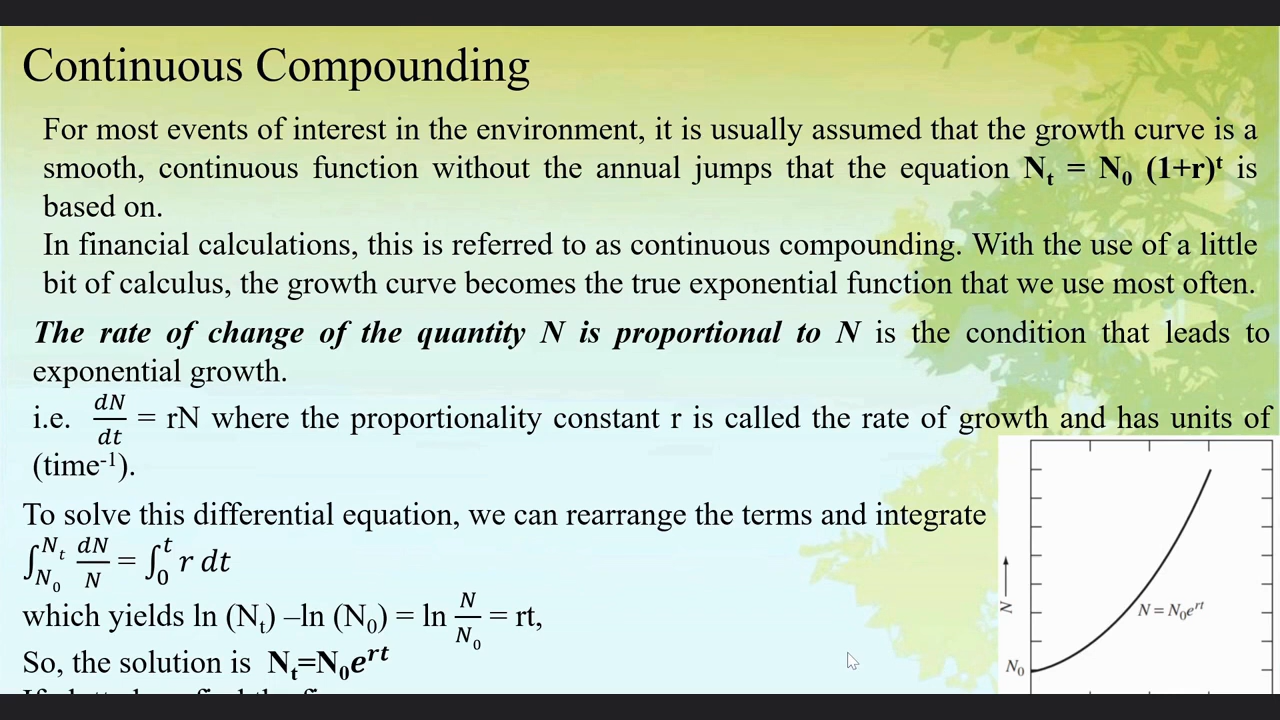 Continuous Compounding
For most events of interest in the environment, it is usually assumed that the growth curve is a
smooth, continuous function without the annual jumps that the equation Nₜ = N₀ (1+r)ᵗ is
based on.
In financial calculations, this is referred to as continuous compounding. With the use of a little
bit of calculus, the growth curve becomes the true exponential function that we use most often.
The rate of change of the quantity N is proportional to N is the condition that leads to
exponential growth.
i.e. dN/dt = rN where the proportionality constant r is called the rate of growth and has units of
(time⁻¹).
To solve this differential equation, we can rearrange the terms and integrate
∫_{N₀}^{Nₜ} dN/N = ∫₀ᵗ r dt
which yields ln (Nₜ) –ln (N₀) = ln N/N₀ = rt,
So, the solution is Nₜ=N₀eʳᵗ
N
N = N₀eʳᵗ
N₀